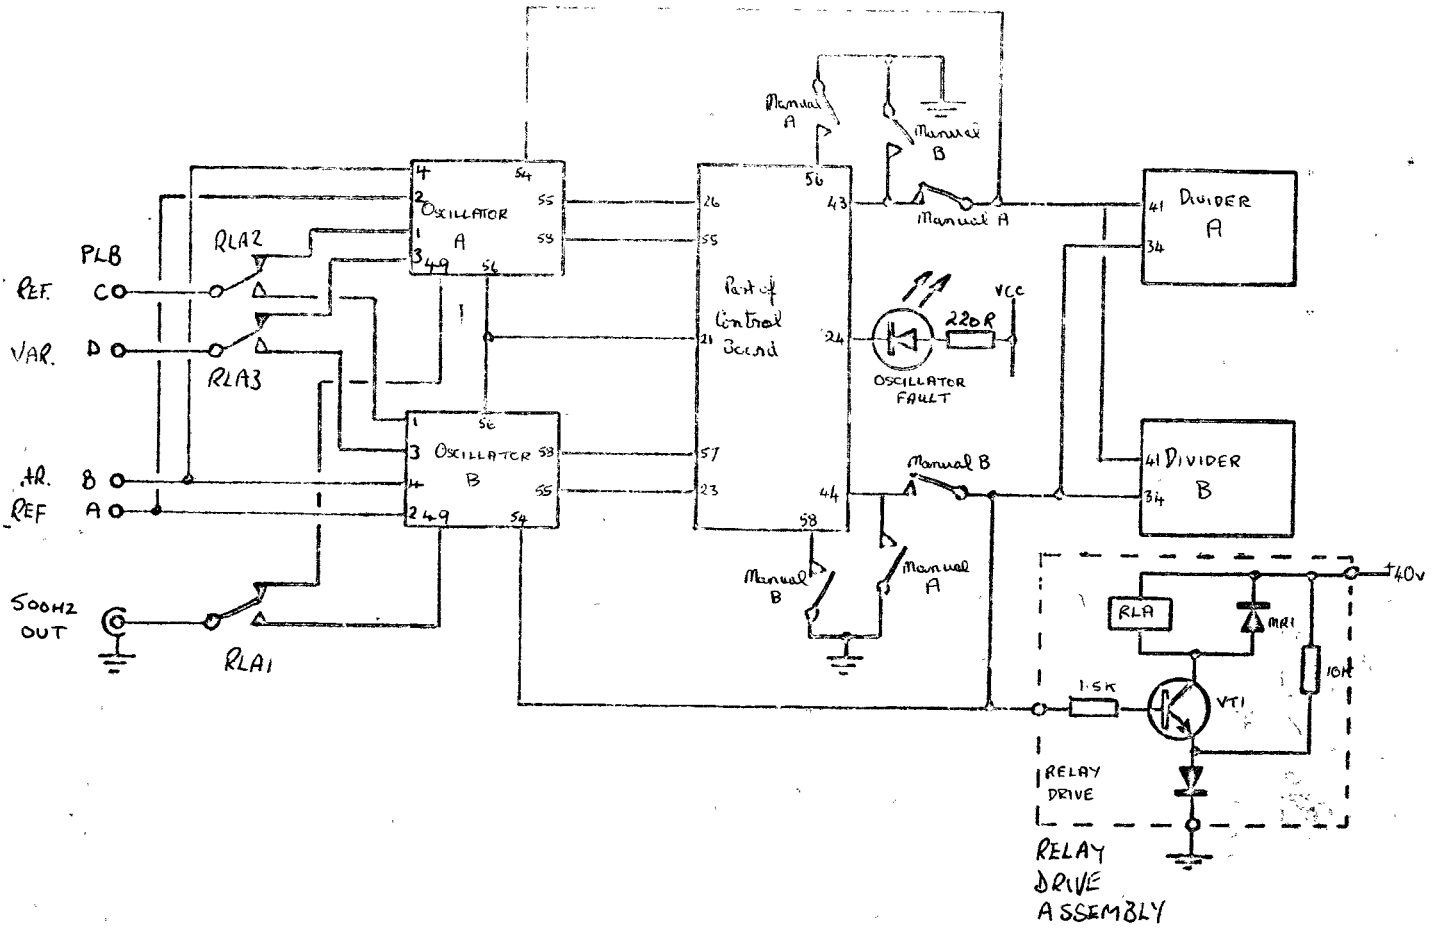 Manual
A
Manual
B
Manual A
4
2
OSCILLATOR
A
1
3
49
54
55
58
56
26
55
21
57
23
56
43
24
44
58
Part of
Control
Board
41
34
DIVIDER
A
RLA2
PLB
REF.
C
VAR.
D
RLA3
VCC
220R
OSCILLATOR
FAULT
1
3
4
2
49
56
OSCILLATOR
B
58
55
54
AR.
B
REF
A
Manual B
41
34
DIVIDER
B
Manual
B
Manual
A
500HZ
OUT
RLA1
+40V
RLA
MR1
10K
1.5K
VT1
RELAY
DRIVE
RELAY
DRIVE
ASSEMBLY